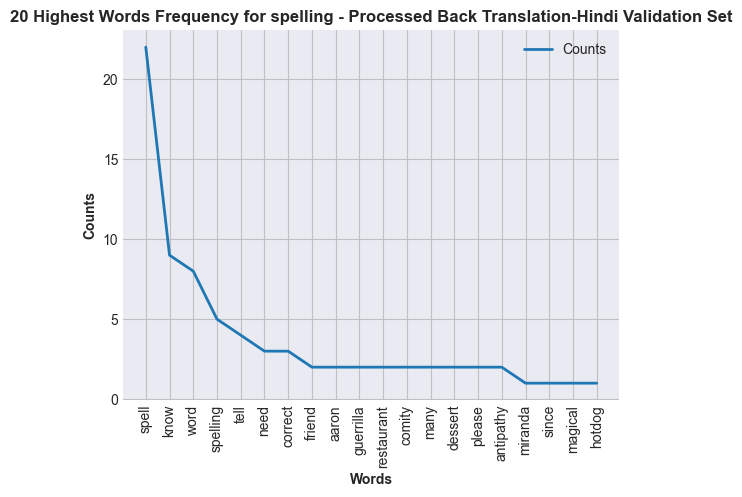 20 Highest Words Frequency for spelling - Processed Back Translation-Hindi Validation Set
Counts
20
15
10
5
0
Counts
spell
know
word
spelling
tell
need
correct
friend
aaron
guerrilla
restaurant
comity
many
dessert
please
antipathy
miranda
since
magical
hotdog
Words